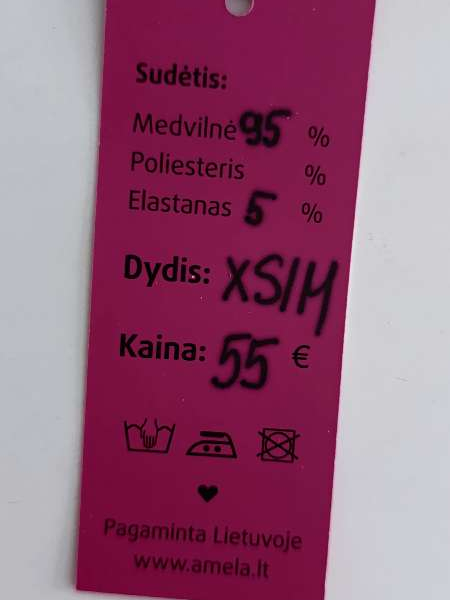 Sudėtis:
Medvilnė 95 %
Poliesteris %
Elastanas 5 %
Dydis: XS/M
Kaina: 55 €
Pagaminta Lietuvoje
www.amela.lt